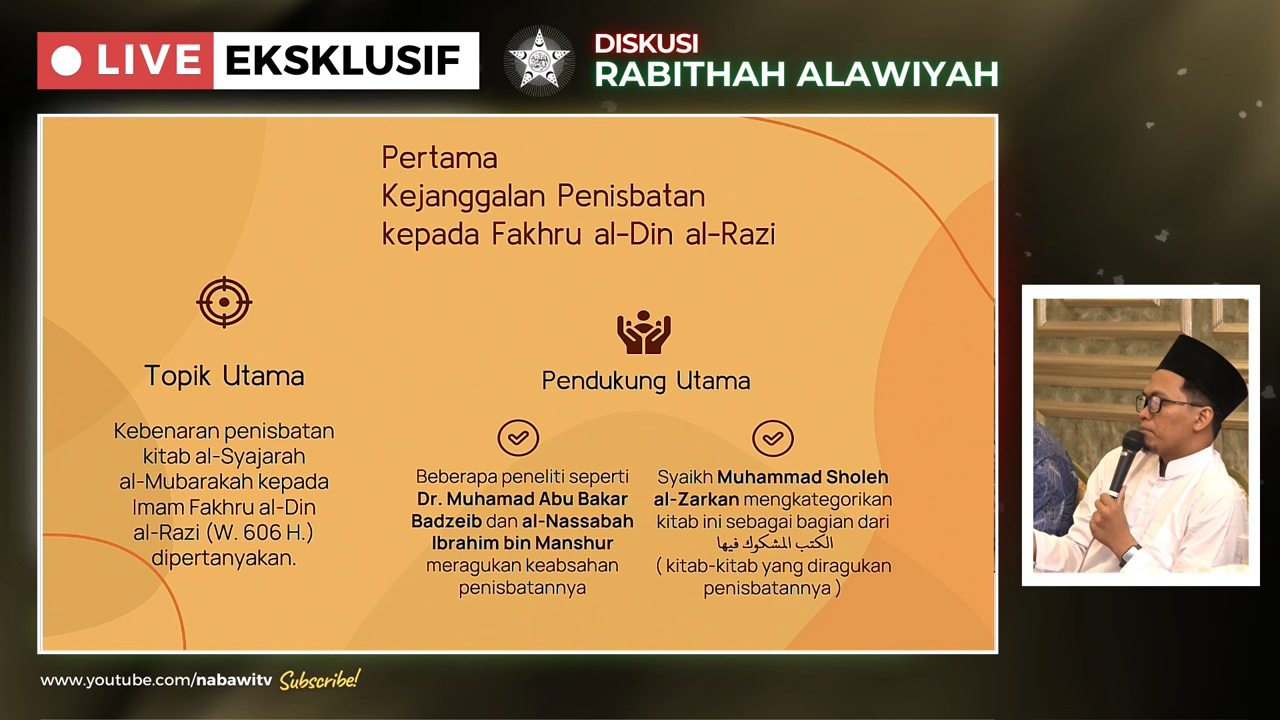 LIVE EKSKLUSIF
DISKUSI
RABITHAH ALAWIYAH
Pertama
Kejanggalan Penisbatan
kepada Fakhru al-Din al-Razi
Topik Utama
Kebenaran penisbatan
kitab al-Syajarah
al-Mubarakah kepada
Imam Fakhru al-Din
al-Razi (W. 606 H.)
dipertanyakan.
Pendukung Utama
Beberapa peneliti seperti
Dr. Muhamad Abu Bakar
Badzeib dan al-Nassabah
Ibrahim bin Manshur
meragukan keabsahan
penisbatannya
Syaikh Muhammad Sholeh
al-Zarkan mengkategorikan
kitab ini sebagai bagian dari
الكتب المشكوك فيها
( kitab-kitab yang diragukan
penisbatannya )
www.youtube.com/nabawitv Subscribe!